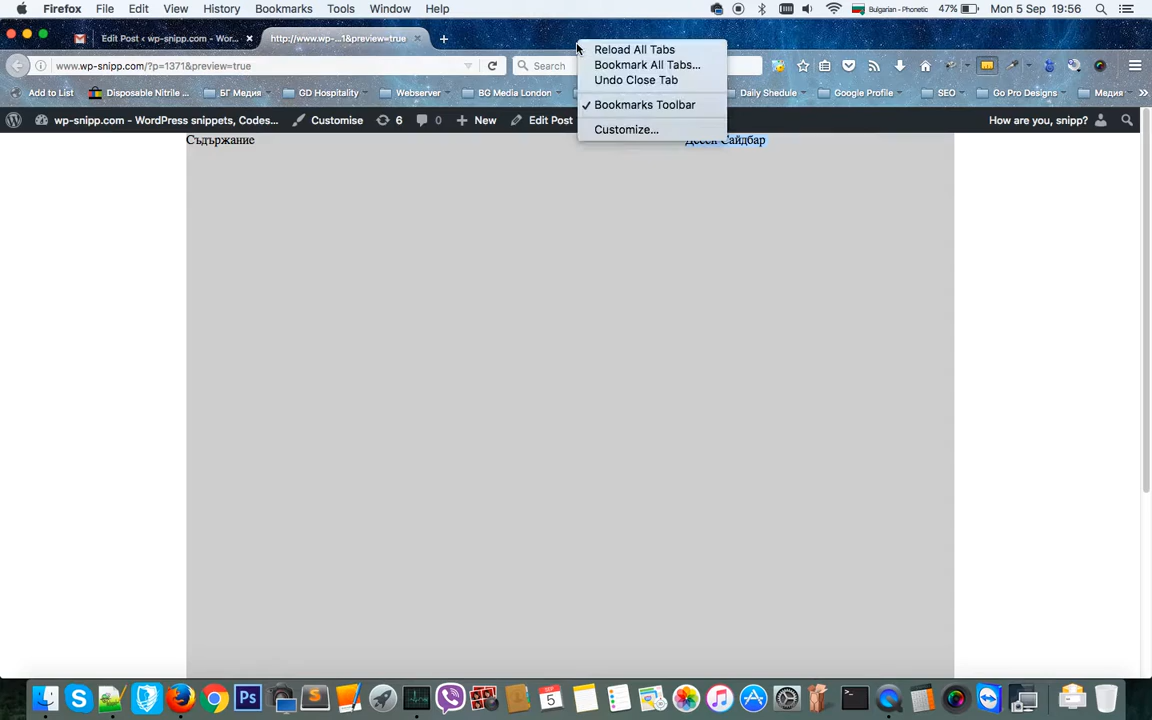 Firefox File Edit View History Bookmarks Tools Window Help Bulgarian - Phonetic 47% Mon 5 Sep 19:56
Edit Post ‹ wp-snipp.com - Wor... http://www.wp-...1&preview=true
www.wp-snipp.com/?p=1371&preview=true Search
Add to List Disposable Nitrile ... БГ Медия GD Hospitality Webserver BG Media London Daily Shedule Google Profile SEO Go Pro Designs Медия
wp-snipp.com - WordPress snippets, Codes... Customise 6 0 New Edit Post How are you, snipp?
Reload All Tabs
Bookmark All Tabs...
Undo Close Tab
✓ Bookmarks Toolbar
Customize...
Съдържание Десен Сайдбар
5
Ps